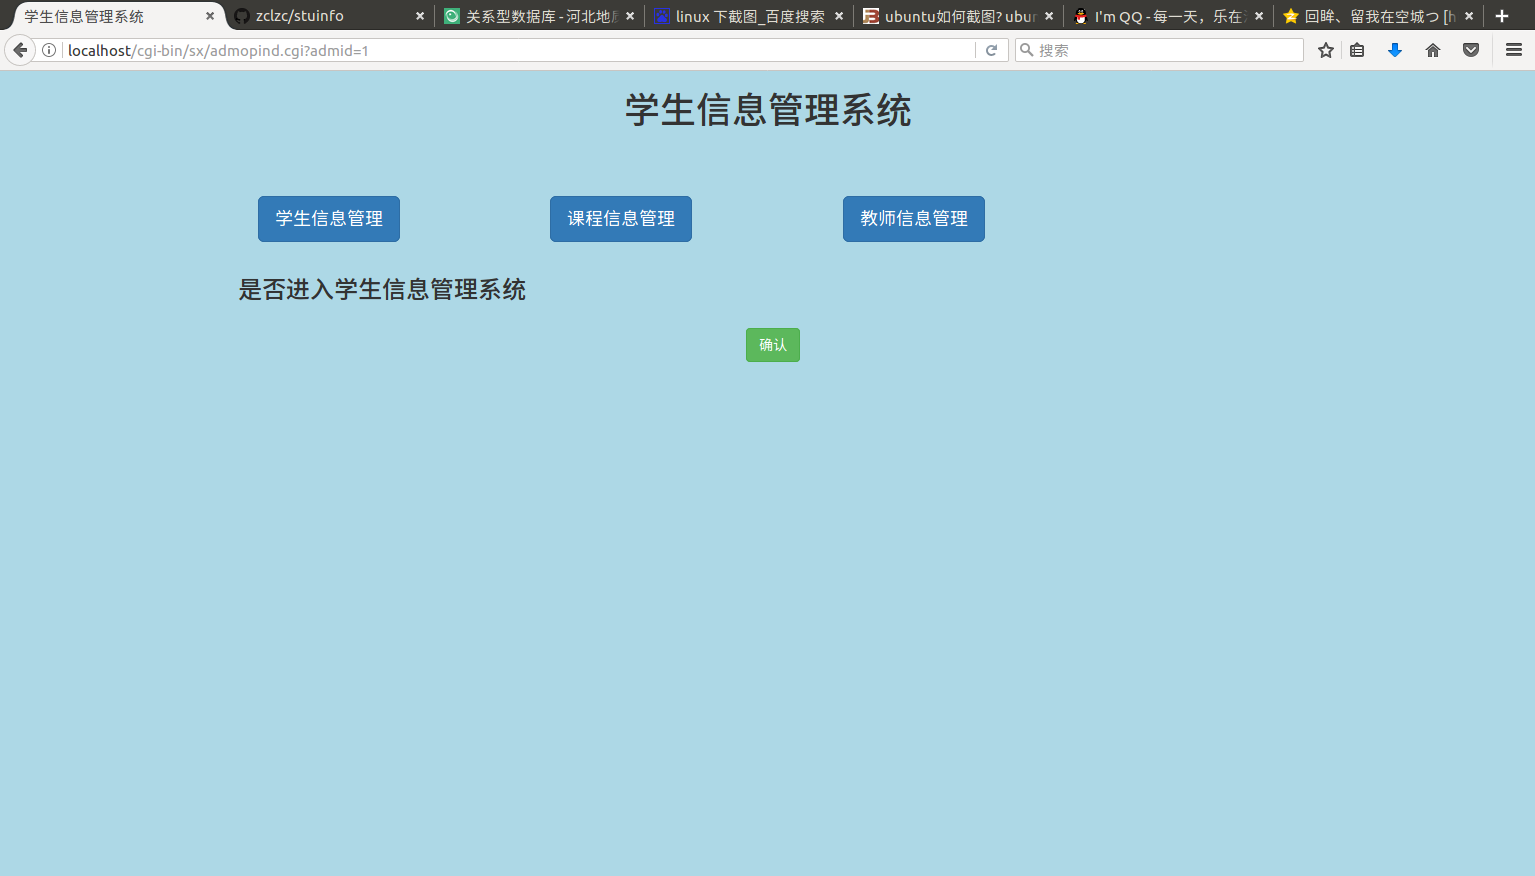 学生信息管理系统
zclzc/stuinfo
关系型数据库 - 河北地
linux 下截图_百度搜索
ubuntu如何截图? ubun
I'm QQ - 每一天，乐在
回眸、留我在空城つ [h
localhost/cgi-bin/sx/admopind.cgi?admid=1
搜索
学生信息管理系统
学生信息管理
课程信息管理
教师信息管理
是否进入学生信息管理系统
确认